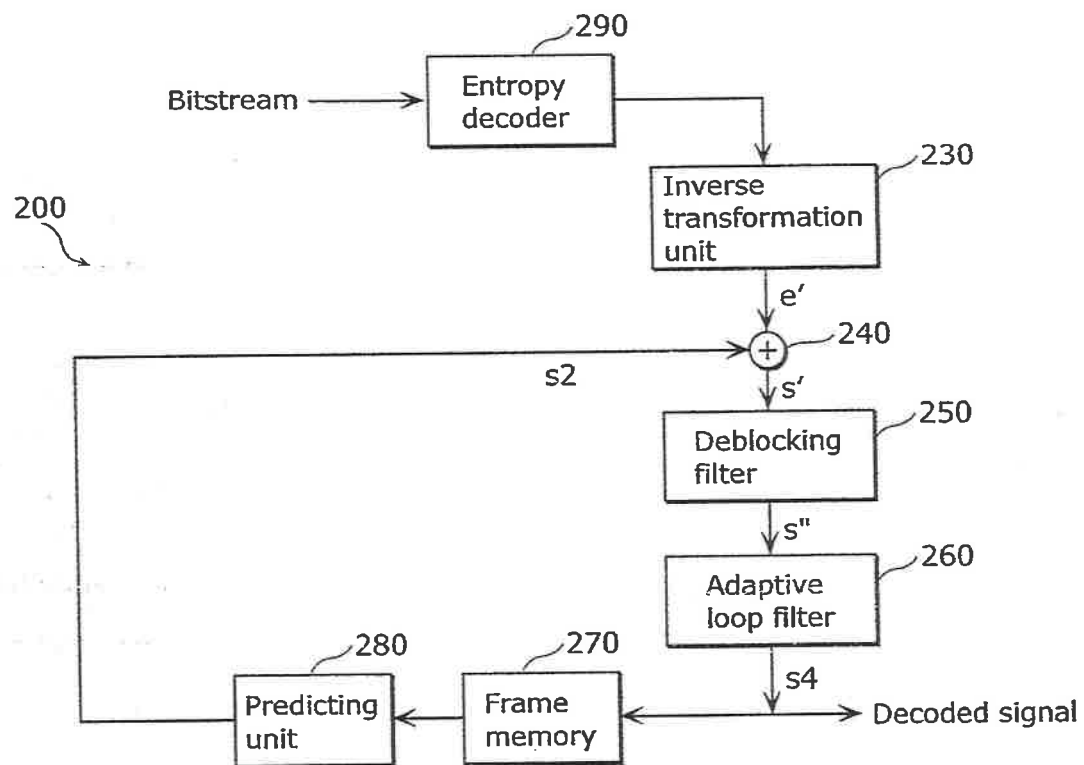 290
Bitstream
Entropy
decoder
230
Inverse
transformation
unit
200
e'
+
240
s2
s'
250
Deblocking
filter
s"
260
Adaptive
loop filter
280
270
s4
Predicting
unit
Frame
memory
Decoded signal